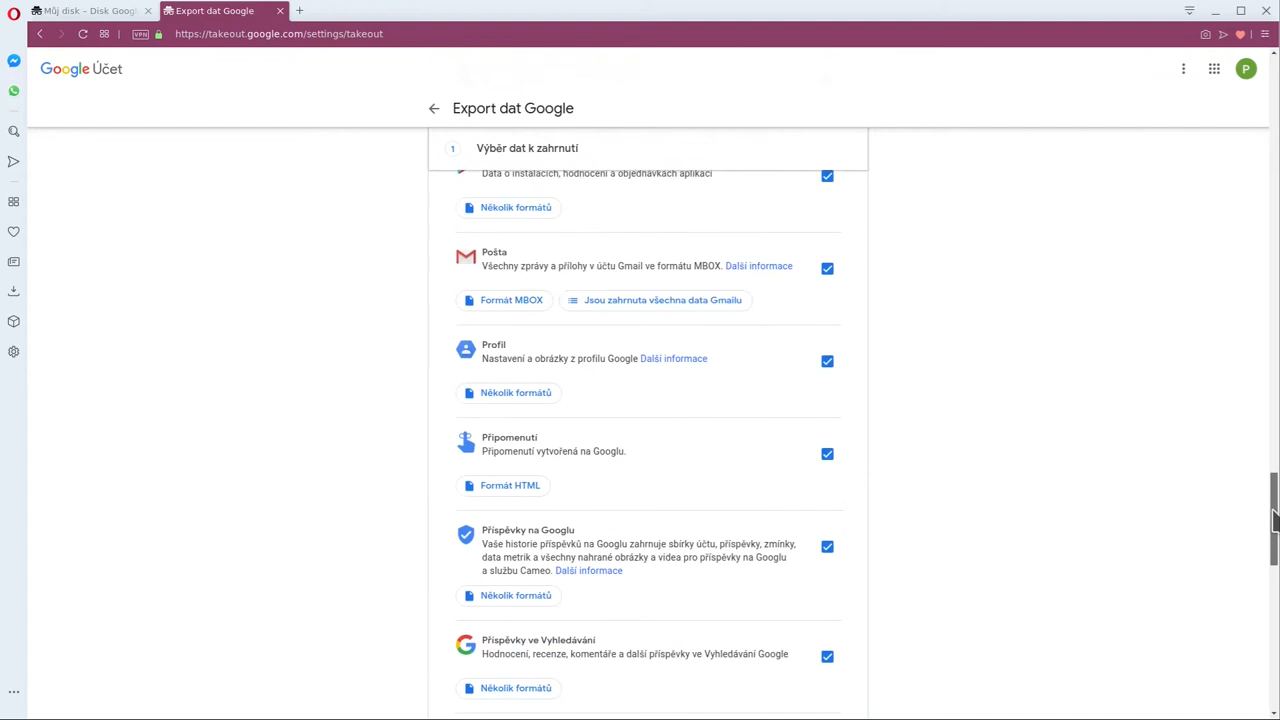 Můj disk – Disk Goog
Export dat Google
VPN
https://takeout.google.com/settings/takeout
Google Účet
P
Export dat Google
1 Výběr dat k zahrnutí
Data o instalacích, hodnocení a objednávkách aplikací
Několik formátů
Pošta
Všechny zprávy a přílohy v účtu Gmail ve formátu MBOX. Další informace
Formát MBOX
Jsou zahrnuta všechna data Gmailu
Profil
Nastavení a obrázky z profilu Google Další informace
Několik formátů
Připomenutí
Připomenutí vytvořená na Googlu.
Formát HTML
Příspěvky na Googlu
Vaše historie příspěvků na Googlu zahrnuje sbírky účtu, příspěvky, zmínky,
data metrik a všechny nahrané obrázky a videa pro příspěvky na Googlu
a službu Cameo. Další informace
Několik formátů
Příspěvky ve Vyhledávání
Hodnocení, recenze, komentáře a další příspěvky ve Vyhledávání Google
Několik formátů